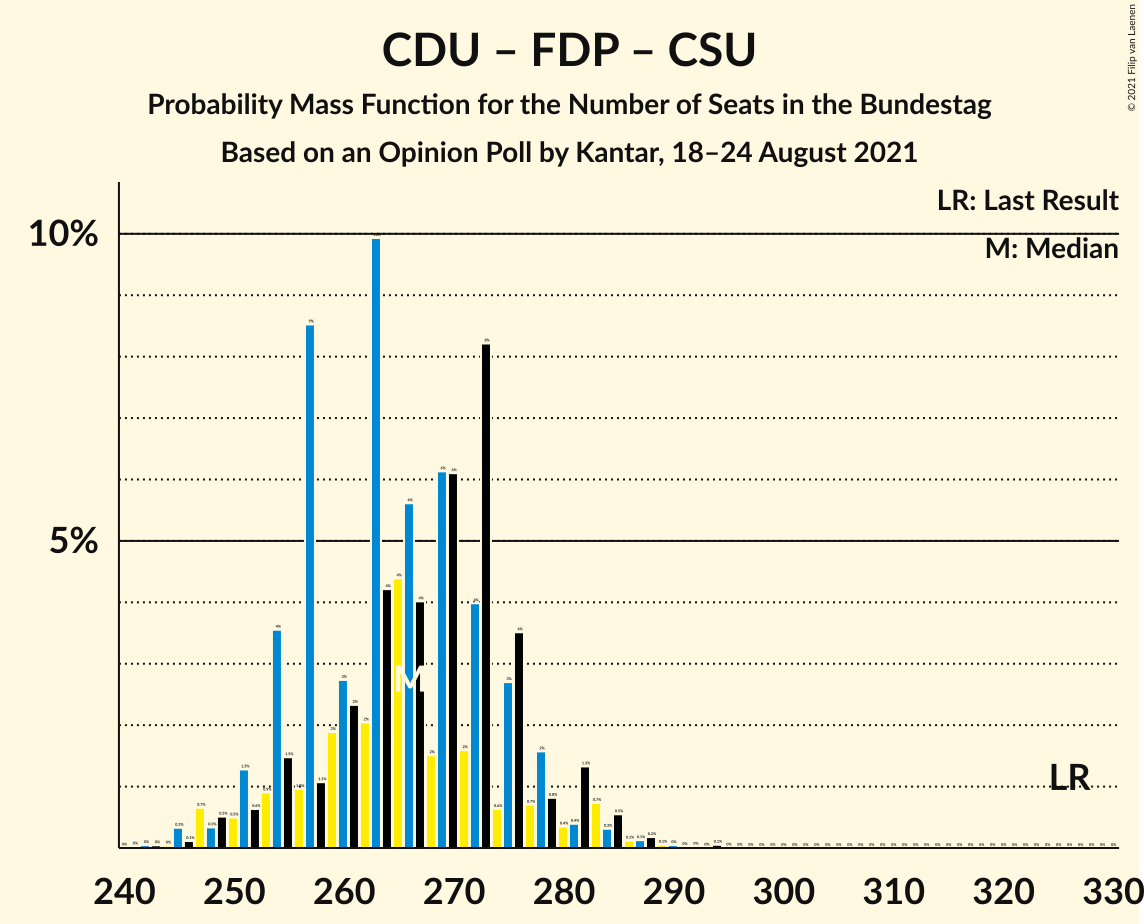 CDU – FDP – CSU
Probability Mass Function for the Number of Seats in the Bundestag
Based on an Opinion Poll by Kantar, 18–24 August 2021
© 2021 Filip van Laenen
LR: Last Result
M: Median
10%
5%
M
LR
240 250 260 270 280 290 300 310 320 330